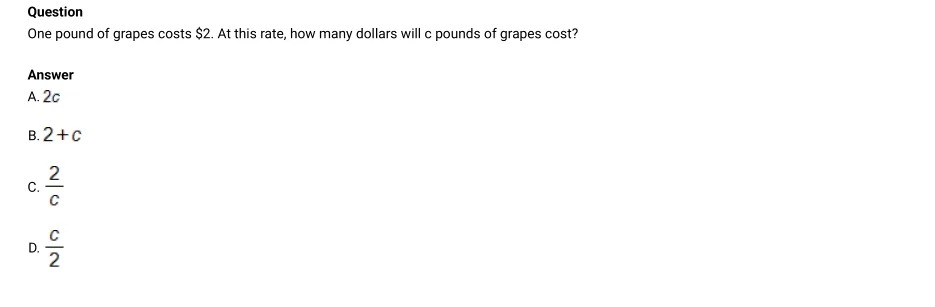 Question
One pound of grapes costs $2. At this rate, how many dollars will c pounds of grapes cost?
Answer
A. 2c
B. 2+c
C. 2/c
D. c/2